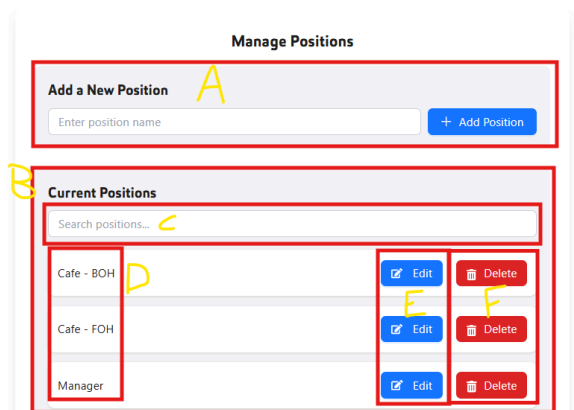 Manage Positions
A
Add a New Position
Enter position name
+ Add Position
B
Current Positions
Search positions... C
Cafe - BOH D Edit Delete
E F
Cafe - FOH Edit Delete
Manager Edit Delete